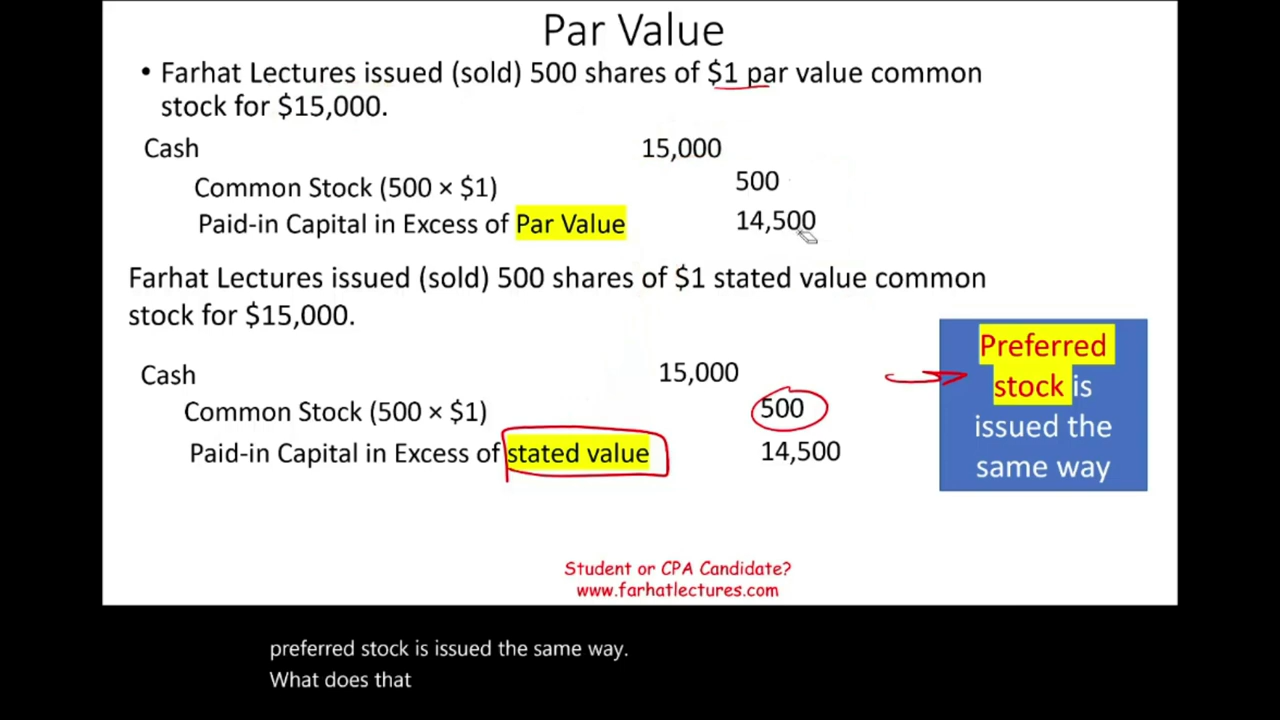 Par Value
• Farhat Lectures issued (sold) 500 shares of $1 par value common
stock for $15,000.
Cash 15,000
Common Stock (500 × $1) 500
Paid-in Capital in Excess of Par Value 14,500
Farhat Lectures issued (sold) 500 shares of $1 stated value common
stock for $15,000.
Cash 15,000
Common Stock (500 × $1) 500
Paid-in Capital in Excess of stated value 14,500
Preferred
stock is
issued the
same way
Student or CPA Candidate?
www.farhatlectures.com
preferred stock is issued the same way.
What does that